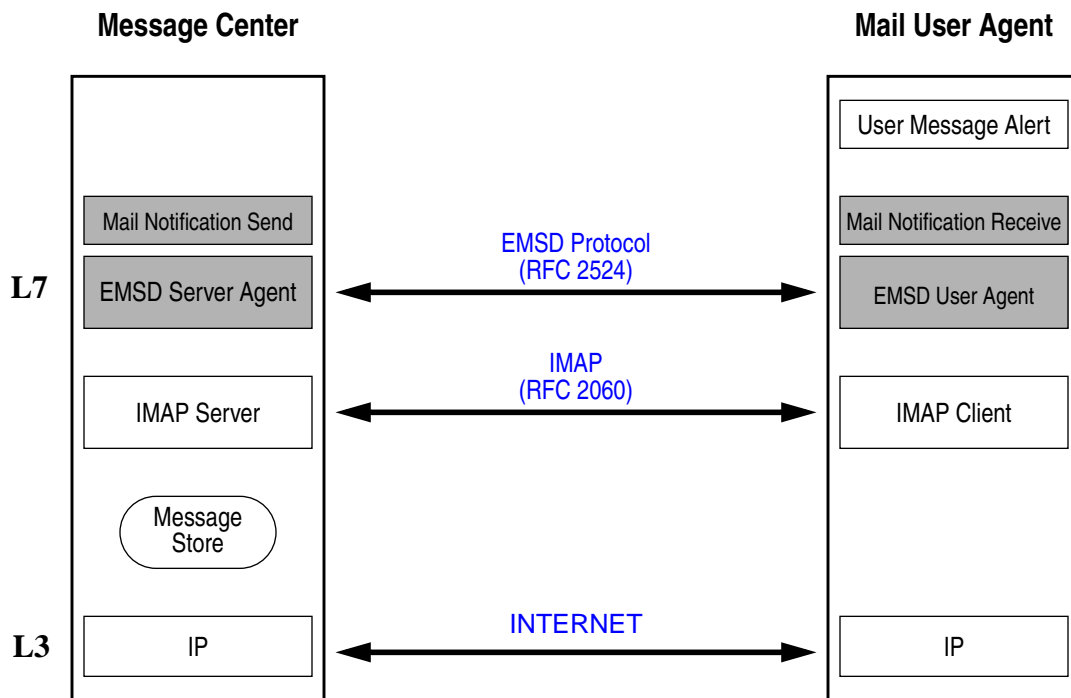 Message Center
Mail User Agent
User Message Alert
Mail Notification Send
Mail Notification Receive
EMSD Protocol
(RFC 2524)
L7
EMSD Server Agent
EMSD User Agent
IMAP
(RFC 2060)
IMAP Server
IMAP Client
Message
Store
INTERNET
L3
IP
IP